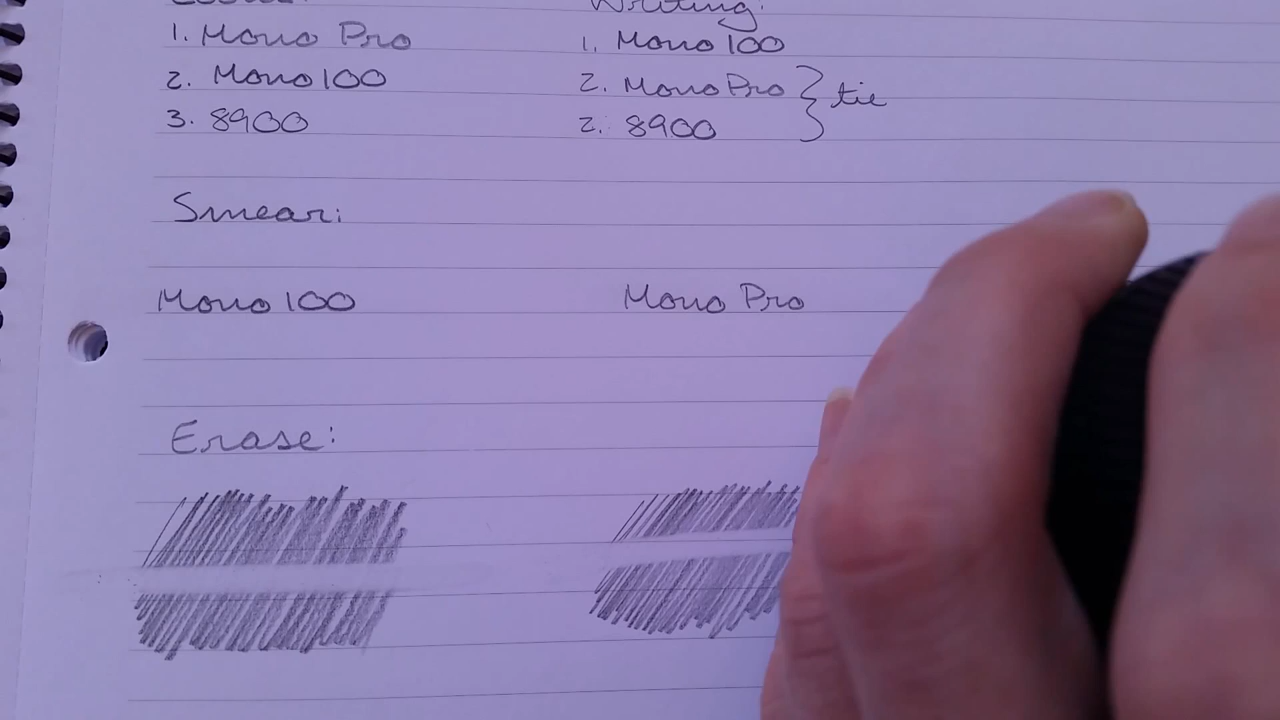 Writing:
1. Mono Pro
2. Mono 100
3. 8900
1. Mono 100
2. Mono Pro
2. 8900
tie
Smear:
Mono 100 Mono Pro
Erase: